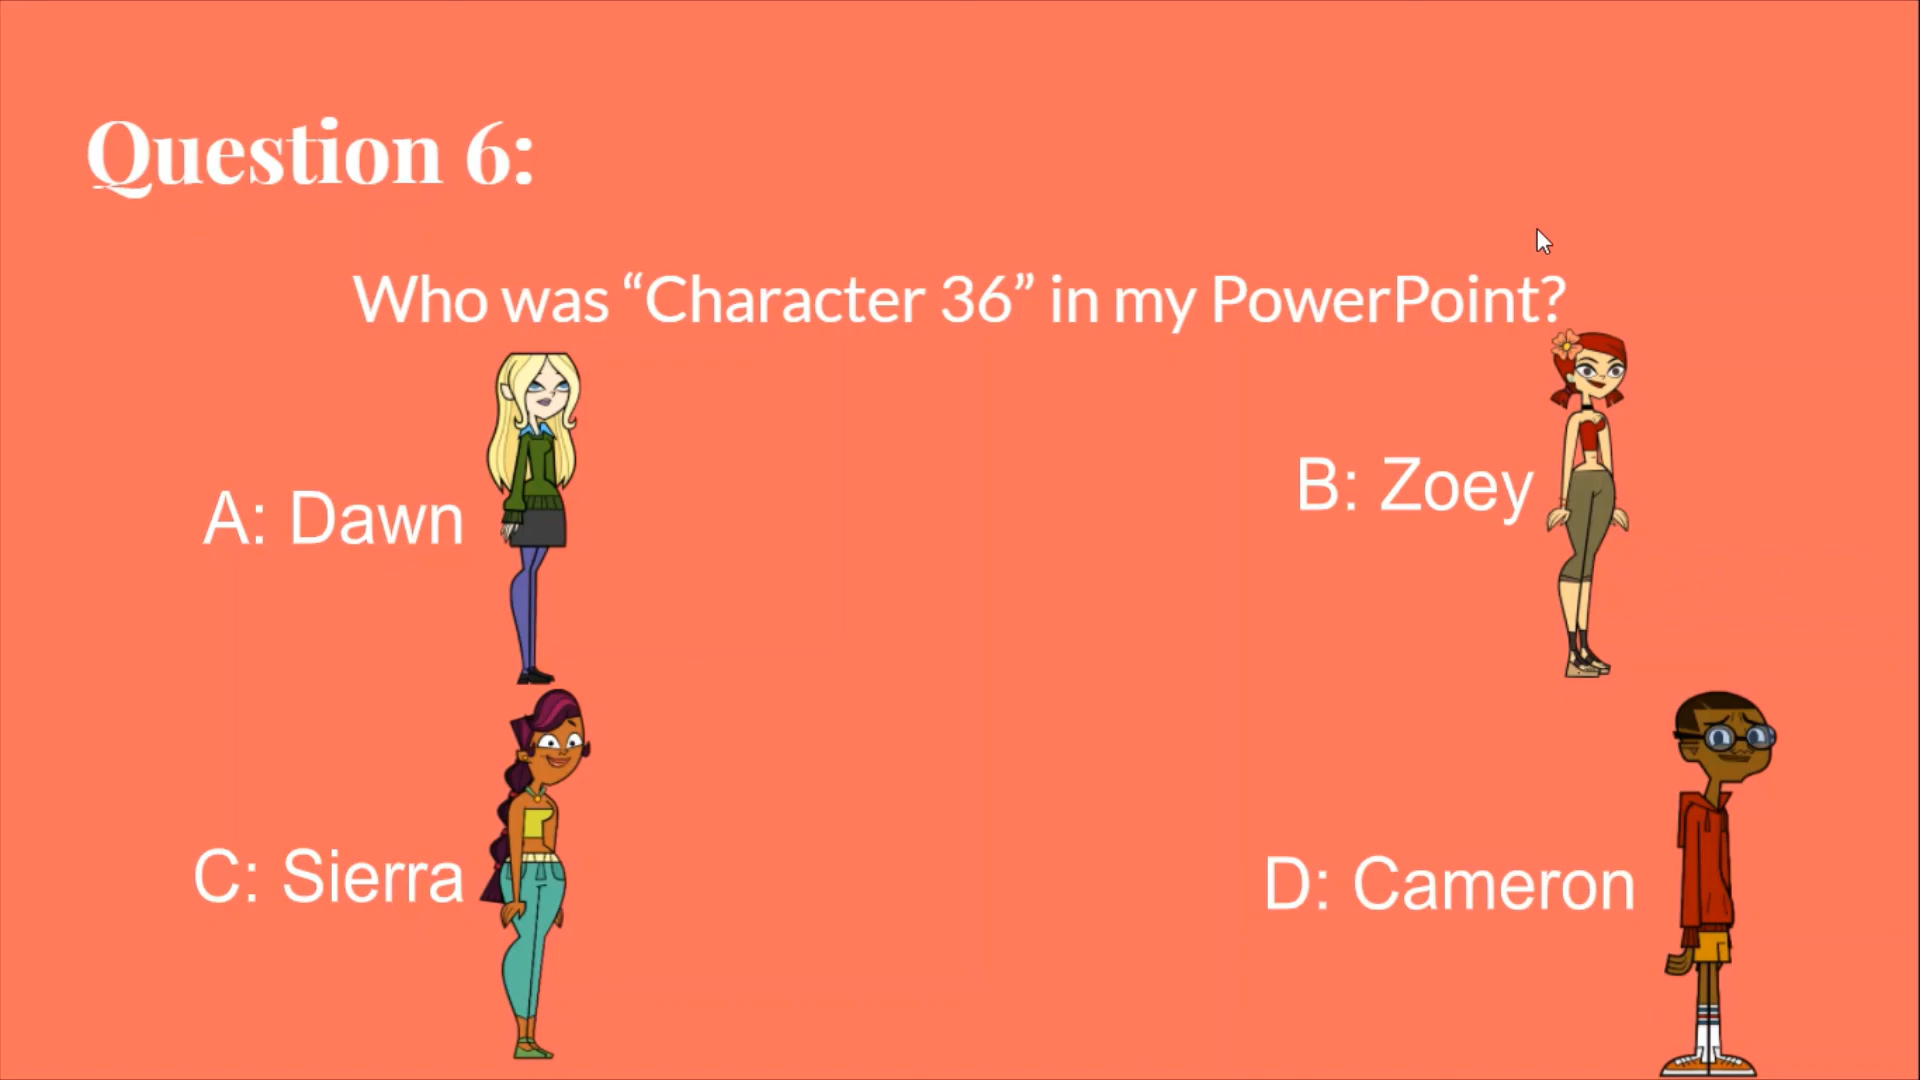 Question 6:
Who was “Character 36” in my PowerPoint?
A: Dawn
B: Zoey
C: Sierra
D: Cameron